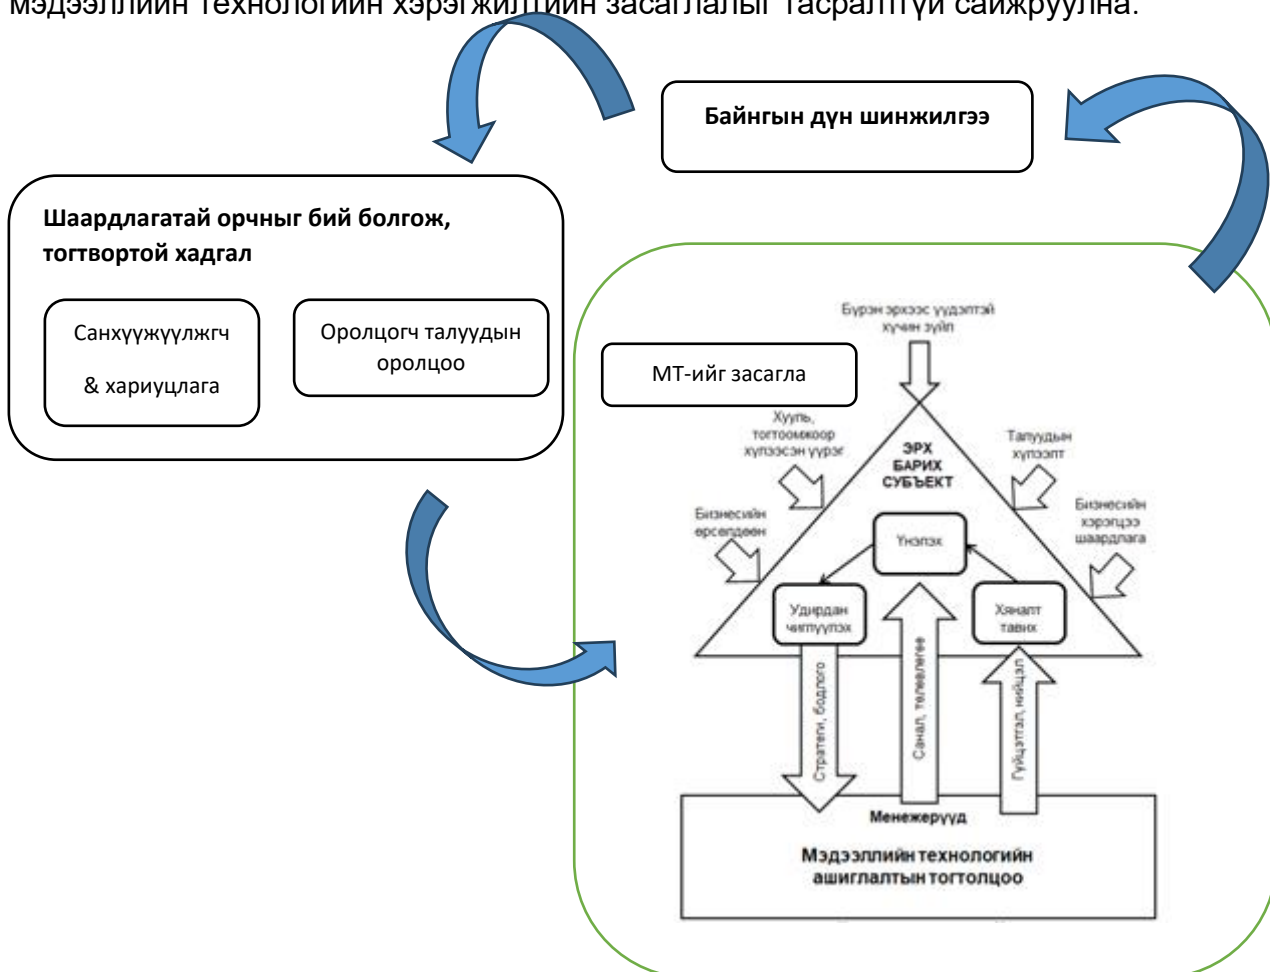 мэдээллийн технологийн хэрэгжилтийн засаглалыг тасралтгүй сайжруулна.
Байнгын дүн шинжилгээ
Шаардлагатай орчныг бий болгож,
тогтвортой хадгал
Санхүүжүүлжгч
& хариуцлага
Оролцогч талуудын
оролцоо
МТ-ийг засагла
Бүрэн эрхээс үүдэлтэй
хүчин зүйл
Хууль,
тогтоомжоор
хүлээсэн үүрэг
Талуудын
хүлээлт
Бизнесийн
өрсөлдөөн
Бизнесийн
хэрэгцээ
шаардлага
ЭРХ
БАРИХ
СУБЪЕКТ
Үнэлэх
Удирдан
чиглүүлэх
Хяналт
тавих
Стратеги, бодлого
Санал, төлөвлөгөө
Гүйцэтгэл, нийцэл
Менежерүүд
Мэдээллийн технологийн
ашиглалтын тогтолцоо